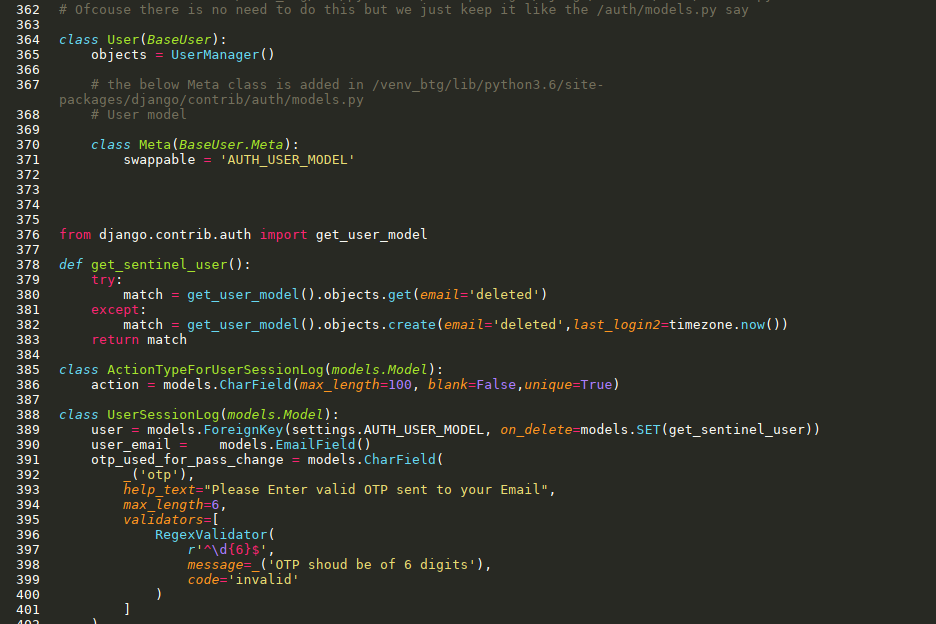 362 # Ofcouse there is no need to do this but we just keep it like the /auth/models.py say
363
364 class User(BaseUser):
365     objects = UserManager()
366
367     # the below Meta class is added in /venv_btg/lib/python3.6/site-
packages/django/contrib/auth/models.py
368     # User model
369
370     class Meta(BaseUser.Meta):
371         swappable = 'AUTH_USER_MODEL'
372
373
374
375
376 from django.contrib.auth import get_user_model
377
378 def get_sentinel_user():
379     try:
380         match = get_user_model().objects.get(email='deleted')
381     except:
382         match = get_user_model().objects.create(email='deleted',last_login2=timezone.now())
383     return match
384
385 class ActionTypeForUserSessionLog(models.Model):
386     action = models.CharField(max_length=100, blank=False,unique=True)
387
388 class UserSessionLog(models.Model):
389     user = models.ForeignKey(settings.AUTH_USER_MODEL, on_delete=models.SET(get_sentinel_user))
390     user_email =    models.EmailField()
391     otp_used_for_pass_change = models.CharField(
392         _('otp'),
393         help_text="Please Enter valid OTP sent to your Email",
394         max_length=6,
395         validators=[
396             RegexValidator(
397                 r'^\d{6}$',
398                 message=_('OTP shoud be of 6 digits'),
399                 code='invalid'
400             )
401         ]
402     )